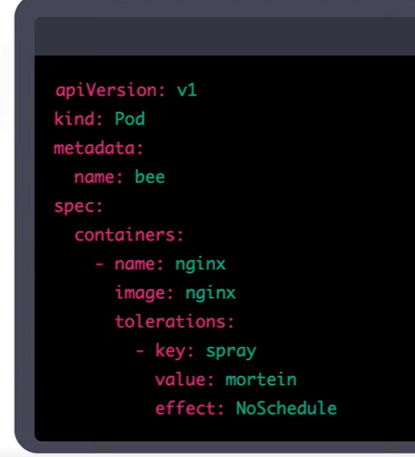 apiVersion: v1
kind: Pod
metadata:
  name: bee
spec:
  containers:
    - name: nginx
      image: nginx
      tolerations:
        - key: spray
          value: mortein
          effect: NoSchedule